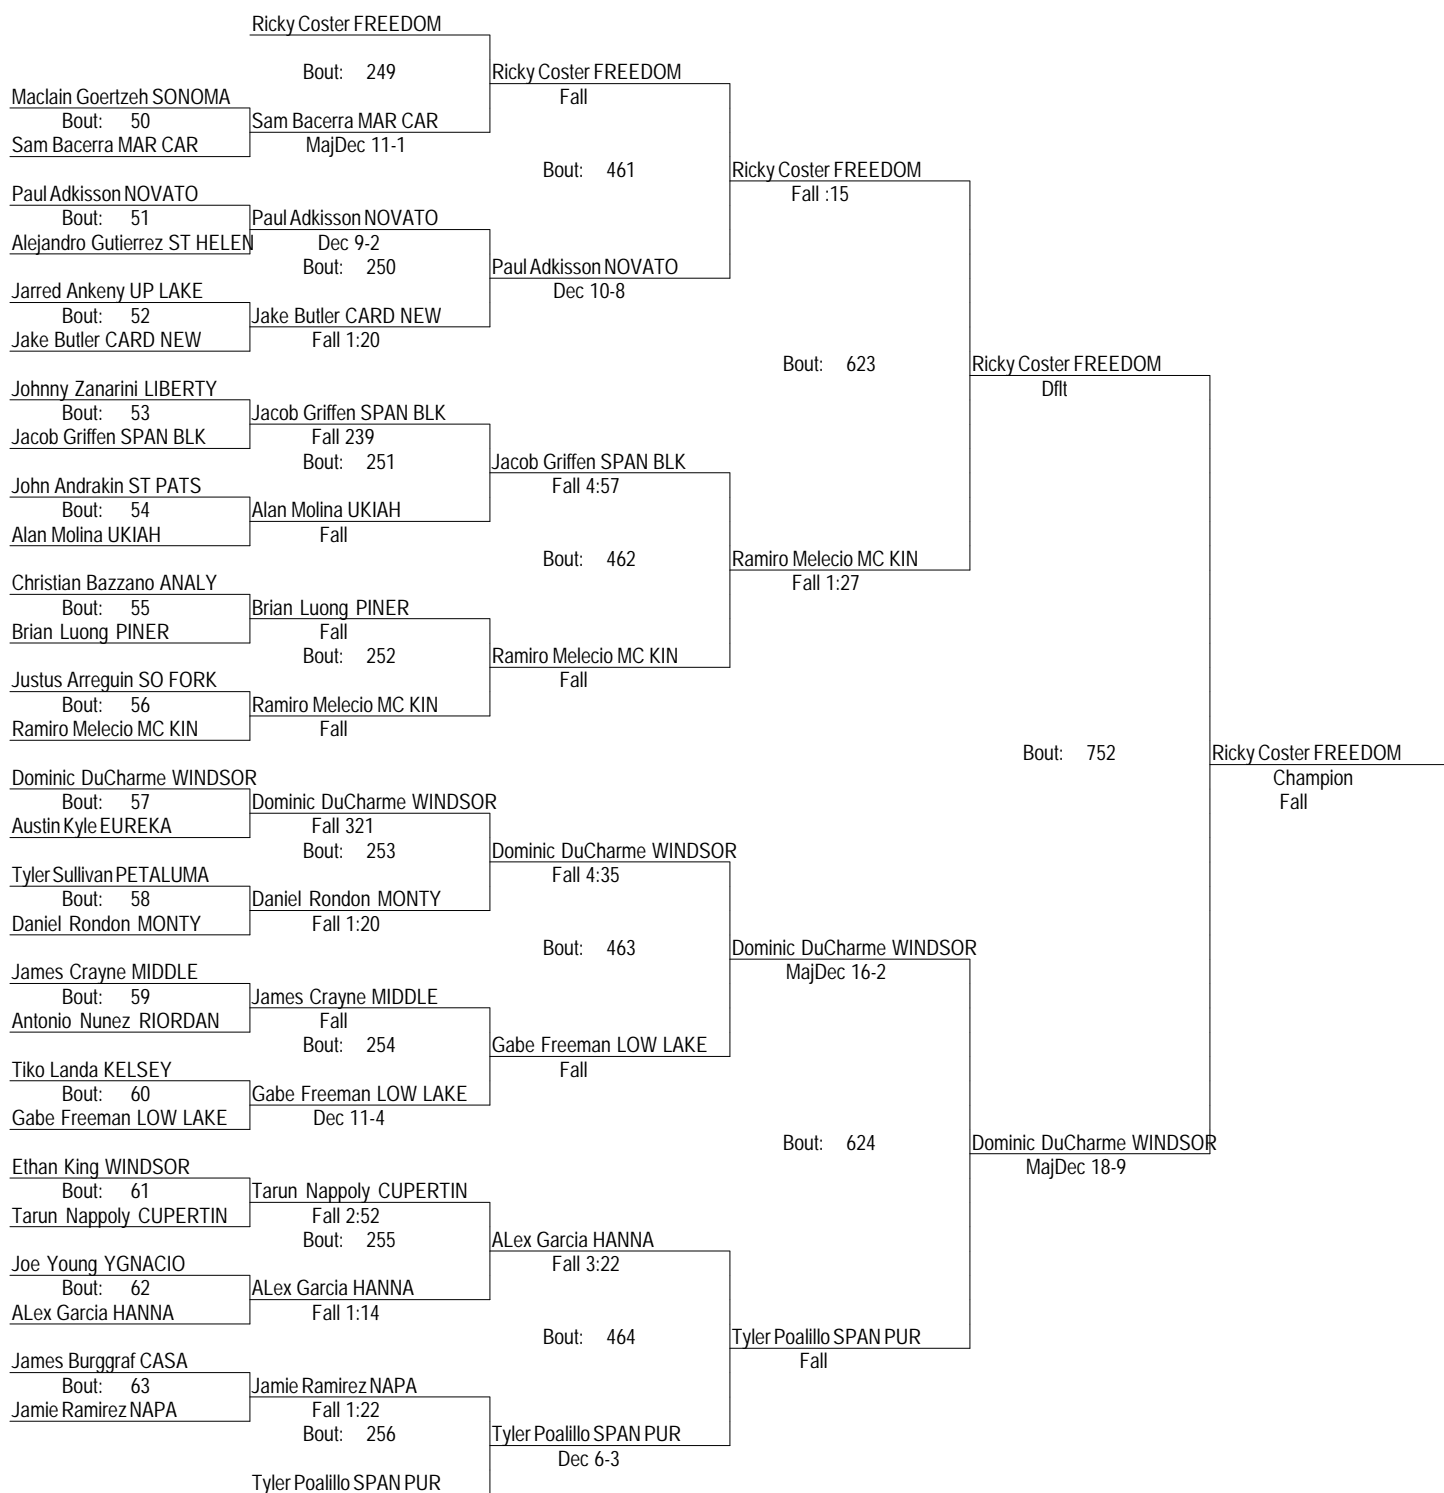 Ricky Coster FREEDOM
Bout: 249
Ricky Coster FREEDOM
Fall
Maclain Goertzeh SONOMA
Bout: 50
Sam Bacerra MAR CAR
Sam Bacerra MAR CAR
MajDec 11-1
Bout: 461
Ricky Coster FREEDOM
Fall :15
Paul Adkisson NOVATO
Bout: 51
Alejandro Gutierrez ST HELEN
Paul Adkisson NOVATO
Dec 9-2
Bout: 250
Paul Adkisson NOVATO
Dec 10-8
Jarred Ankeny UP LAKE
Bout: 52
Jake Butler CARD NEW
Jake Butler CARD NEW
Fall 1:20
Bout: 623
Ricky Coster FREEDOM
Dflt
Johnny Zanarini LIBERTY
Bout: 53
Jacob Griffen SPAN BLK
Jacob Griffen SPAN BLK
Fall 239
Bout: 251
Jacob Griffen SPAN BLK
Fall 4:57
John Andrakin ST PATS
Bout: 54
Alan Molina UKIAH
Alan Molina UKIAH
Fall
Bout: 462
Ramiro Melecio MC KIN
Fall 1:27
Christian Bazzano ANALY
Bout: 55
Brian Luong PINER
Brian Luong PINER
Fall
Bout: 252
Ramiro Melecio MC KIN
Fall
Justus Arreguin SO FORK
Bout: 56
Ramiro Melecio MC KIN
Ramiro Melecio MC KIN
Fall
Bout: 752
Ricky Coster FREEDOM
Champion
Fall
Dominic DuCharme WINDSOR
Bout: 57
Austin Kyle EUREKA
Dominic DuCharme WINDSOR
Fall 321
Bout: 253
Dominic DuCharme WINDSOR
Fall 4:35
Tyler Sullivan PETALUMA
Bout: 58
Daniel Rondon MONTY
Daniel Rondon MONTY
Fall 1:20
Bout: 463
Dominic DuCharme WINDSOR
MajDec 16-2
James Crayne MIDDLE
Bout: 59
Antonio Nunez RIORDAN
James Crayne MIDDLE
Fall
Bout: 254
Gabe Freeman LOW LAKE
Fall
Tiko Landa KELSEY
Bout: 60
Gabe Freeman LOW LAKE
Gabe Freeman LOW LAKE
Dec 11-4
Bout: 624
Dominic DuCharme WINDSOR
MajDec 18-9
Ethan King WINDSOR
Bout: 61
Tarun Nappoly CUPERTIN
Tarun Nappoly CUPERTIN
Fall 2:52
Bout: 255
ALex Garcia HANNA
Fall 3:22
Joe Young YGNACIO
Bout: 62
ALex Garcia HANNA
ALex Garcia HANNA
Fall 1:14
Bout: 464
Tyler Poalillo SPAN PUR
Fall
James Burggraf CASA
Bout: 63
Jamie Ramirez NAPA
Jamie Ramirez NAPA
Fall 1:22
Bout: 256
Tyler Poalillo SPAN PUR
Dec 6-3
Tyler Poalillo SPAN PUR